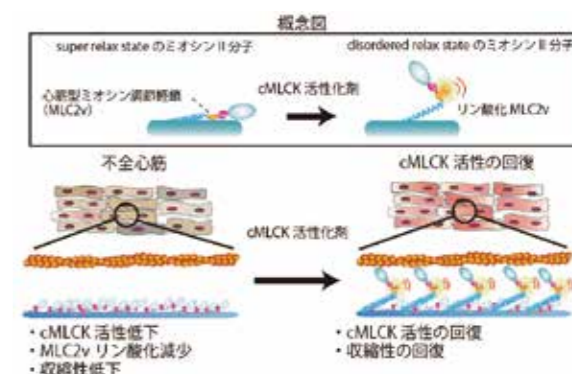 概念図
super relax state のミオシン II 分子
disordered relax state のミオシン II 分子
心筋型ミオシン調節軽鎖
（MLC2v）
cMLCK 活性化剤
リン酸化 MLC2v
不全心筋
cMLCK 活性の回復
cMLCK 活性化剤
・cMLCK 活性低下
・MLC2v リン酸化減少
・収縮性低下
・cMLCK 活性の回復
・収縮性の回復